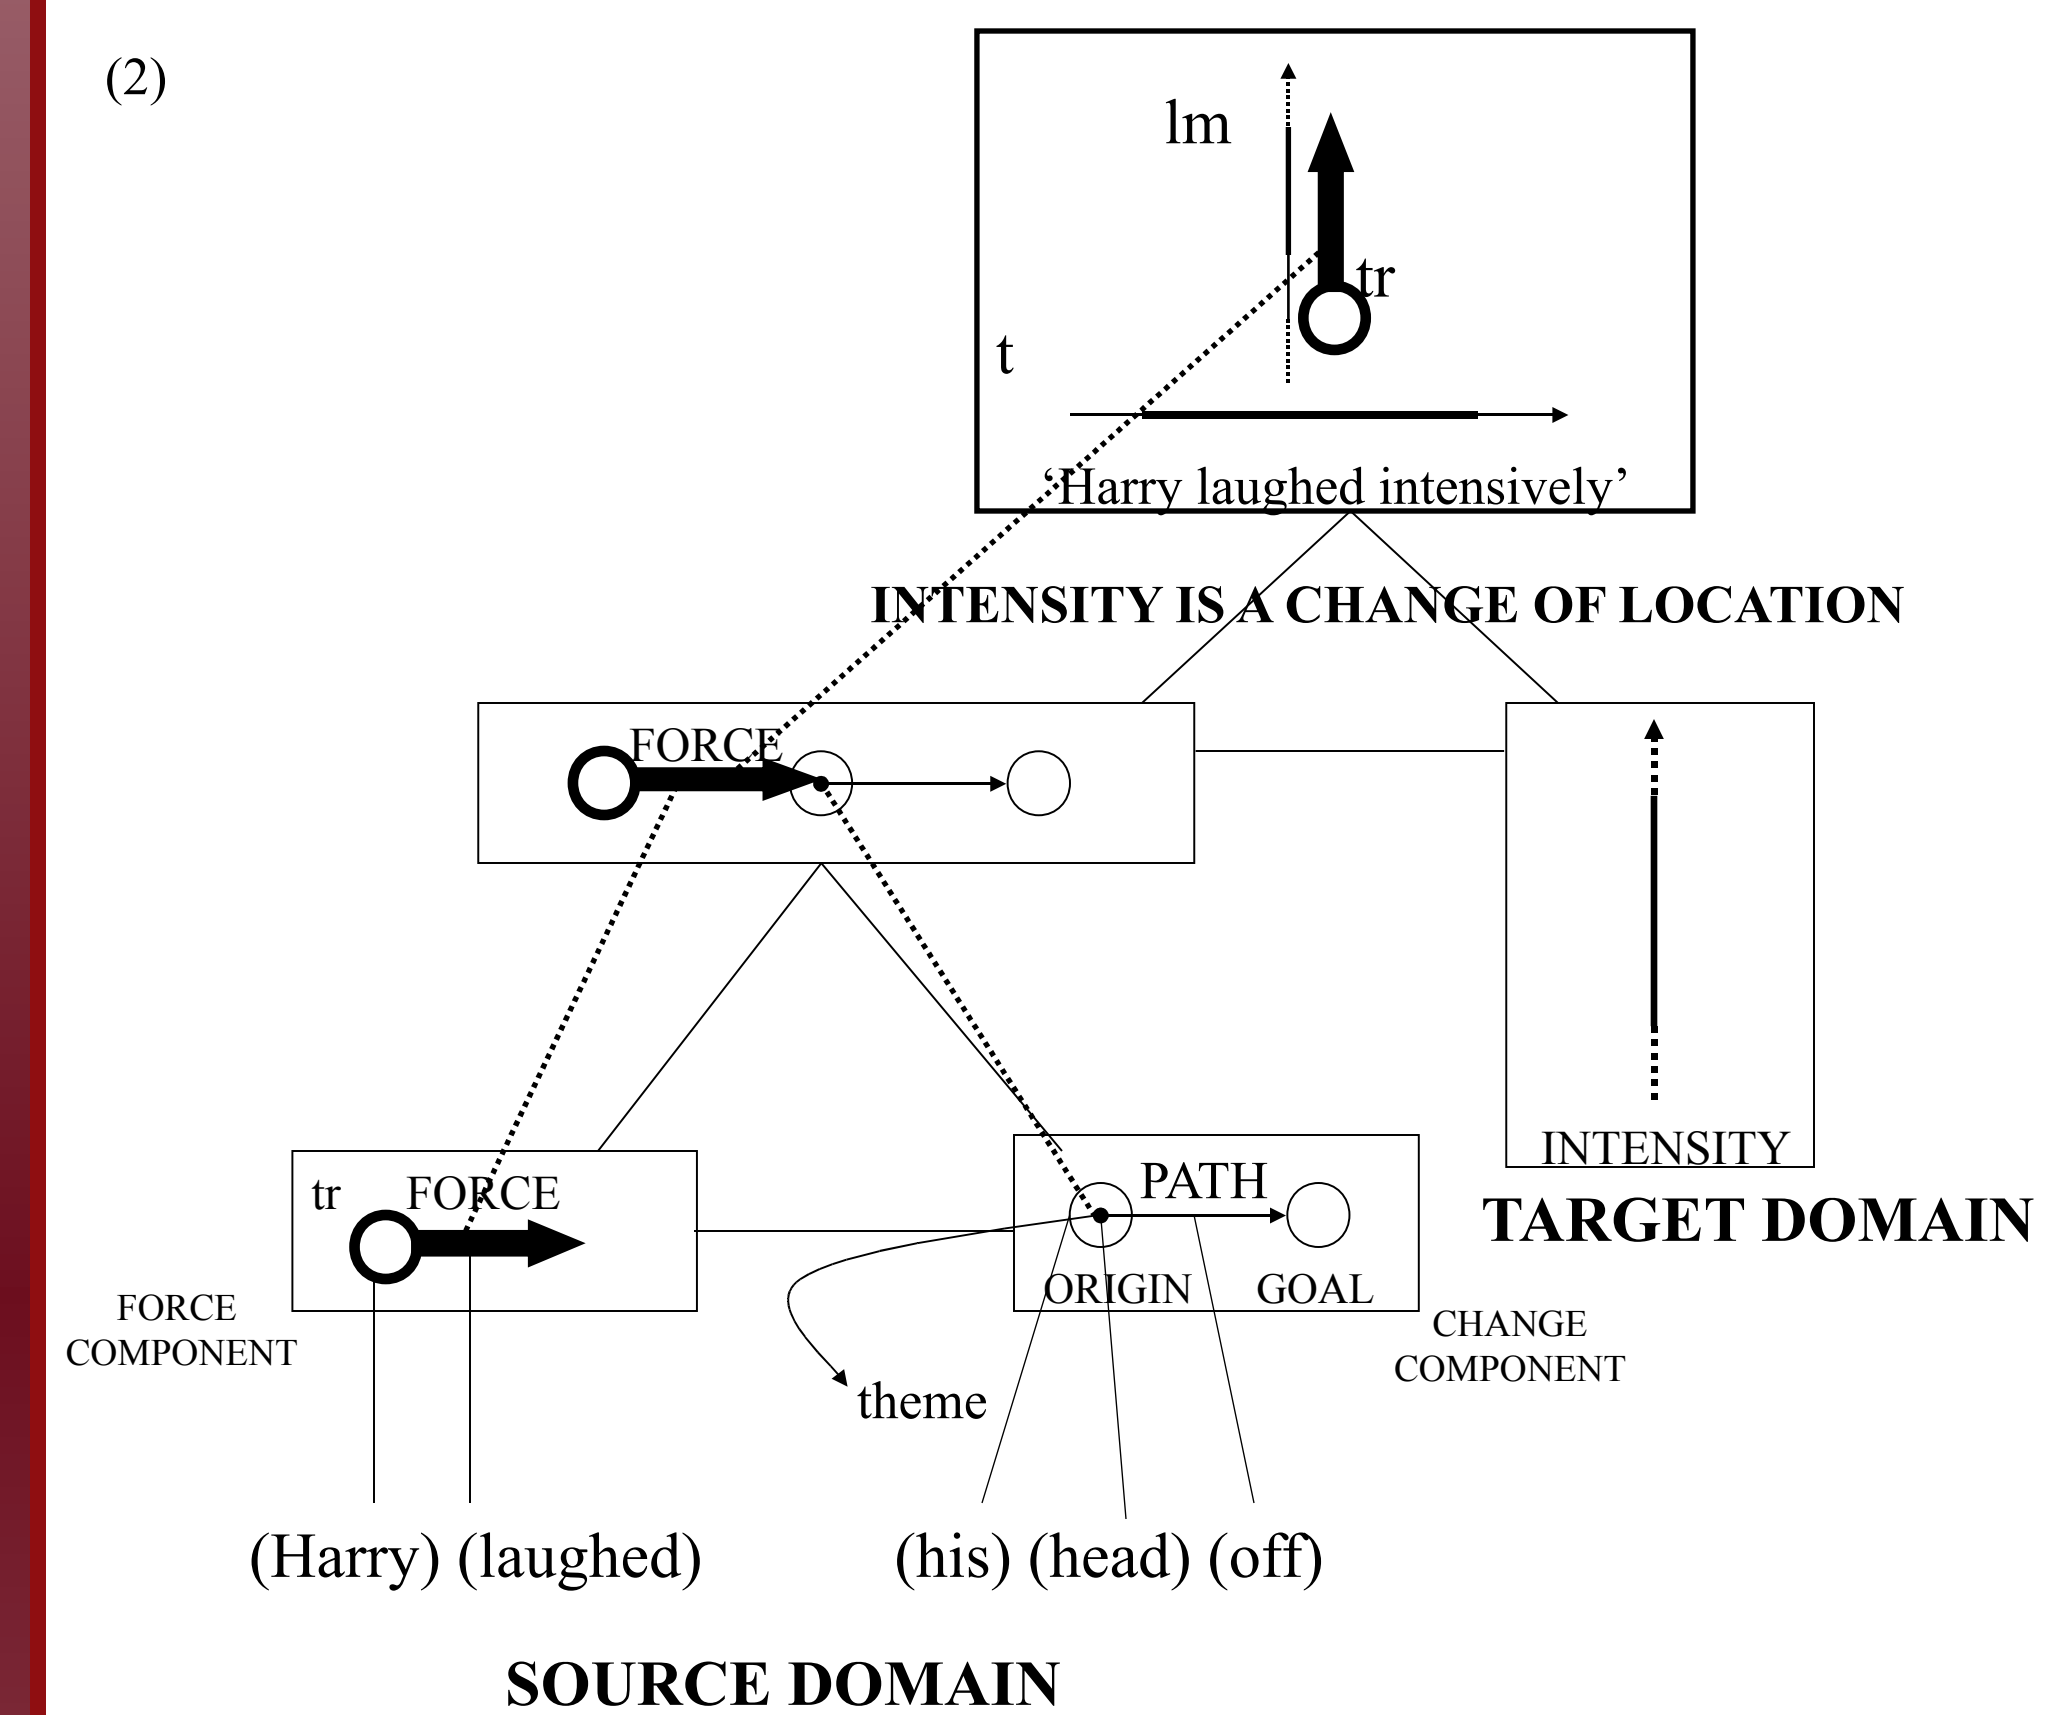 (2)
lm
tr
t
‘Harry laughed intensively’
INTENSITY IS A CHANGE OF LOCATION
FORCE
INTENSITY
TARGET DOMAIN
tr FORCE
PATH
ORIGIN GOAL
FORCE
COMPONENT
CHANGE
COMPONENT
theme
(Harry) (laughed) (his) (head) (off)
SOURCE DOMAIN